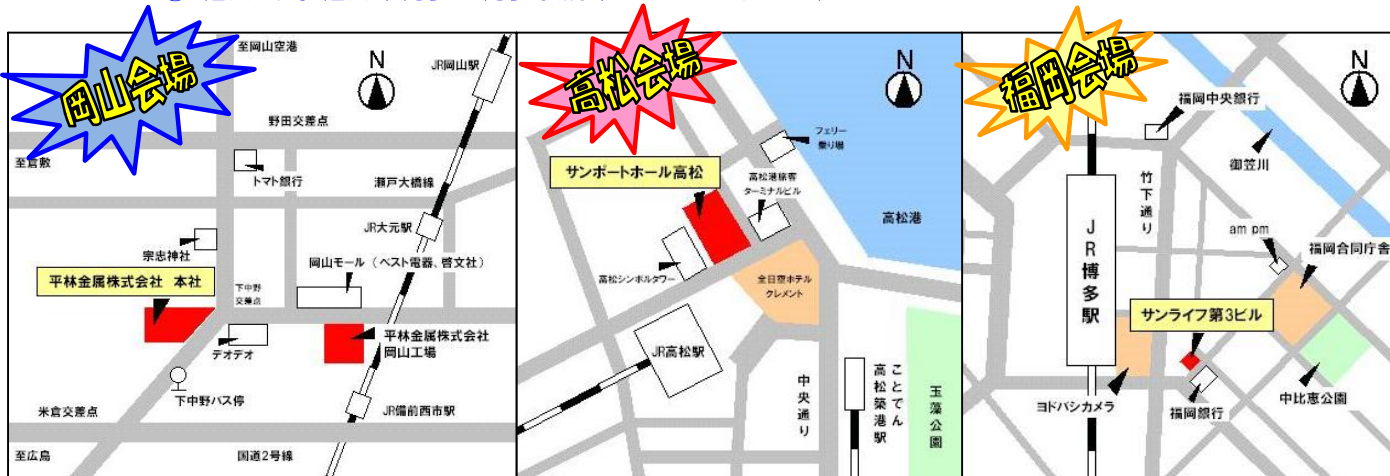 岡山会場
至岡山空港
JR岡山駅
N
野田交差点
至倉敷
トマト銀行
瀬戸大橋線
JR大元駅
宗忠神社
岡山モール（ベスト電器、啓文社）
平林金属株式会社 本社
下中野
交差点
平林金属株式会社
岡山工場
デオデオ
下中野バス停
米倉交差点
JR備前西市駅
至広島
国道2号線
高松会場
N
フェリー
乗り場
サンポートホール高松
高松港旅客
ターミナルビル
高松港
高松シンボルタワー
全日空ホテル
クレメント
JR高松駅
中央通り
ことでん
高松築港駅
玉藻公園
福岡会場
N
福岡中央銀行
御笠川
竹下通り
JR博多駅
am pm
福岡合同庁舎
サンライフ第3ビル
ヨドバシカメラ
福岡銀行
中比恵公園